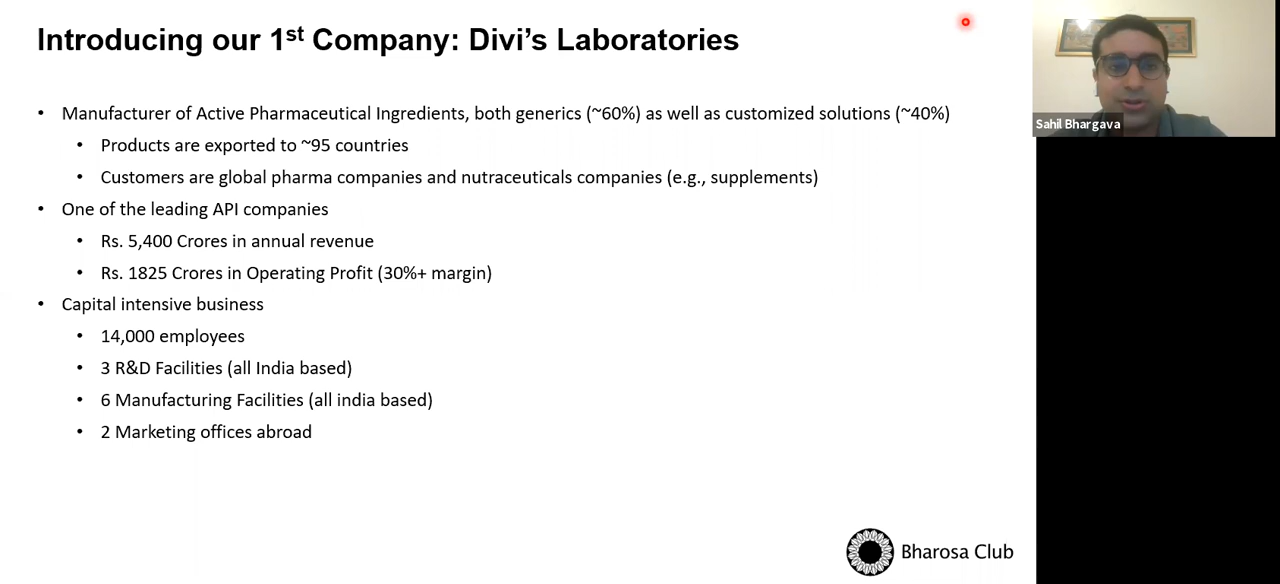 Introducing our 1st Company: Divi's Laboratories
Sahil Bhargava
• Manufacturer of Active Pharmaceutical Ingredients, both generics (~60%) as well as customized solutions (~40%)
• Products are exported to ~95 countries
• Customers are global pharma companies and nutraceuticals companies (e.g., supplements)
• One of the leading API companies
• Rs. 5,400 Crores in annual revenue
• Rs. 1825 Crores in Operating Profit (30%+ margin)
• Capital intensive business
• 14,000 employees
• 3 R&D Facilities (all India based)
• 6 Manufacturing Facilities (all india based)
• 2 Marketing offices abroad
Bharosa Club